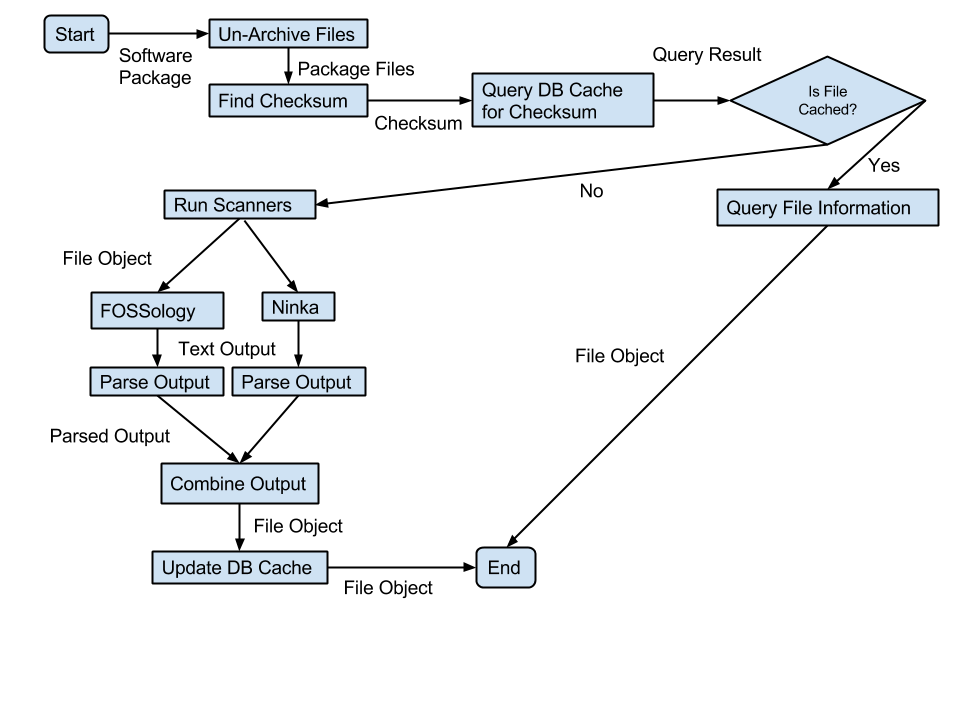 Start
Software
Package
Un-Archive Files
Package Files
Find Checksum
Checksum
Query DB Cache
for Checksum
Query Result
Is File
Cached?
Yes
No
Query File Information
Run Scanners
File Object
FOSSology
Ninka
Text Output
Parse Output
Parse Output
Parsed Output
Combine Output
File Object
Update DB Cache
File Object
File Object
End